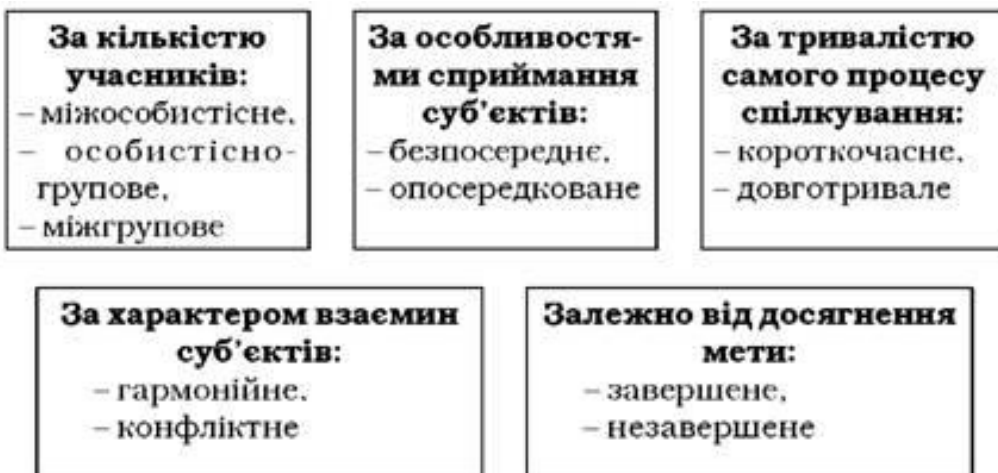 За кількістю
учасників:
– міжособистісне,
– особистісно-
групове,
– міжгрупове
За особливостя-
ми сприймання
суб’єктів:
– безпосереднє,
– опосередковане
За тривалістю
самого процесу
спілкування:
– короткочасне,
– довготривале
За характером взаємин
суб’єктів:
– гармонійне,
– конфліктне
Залежно від досягнення
мети:
– завершене,
– незавершене